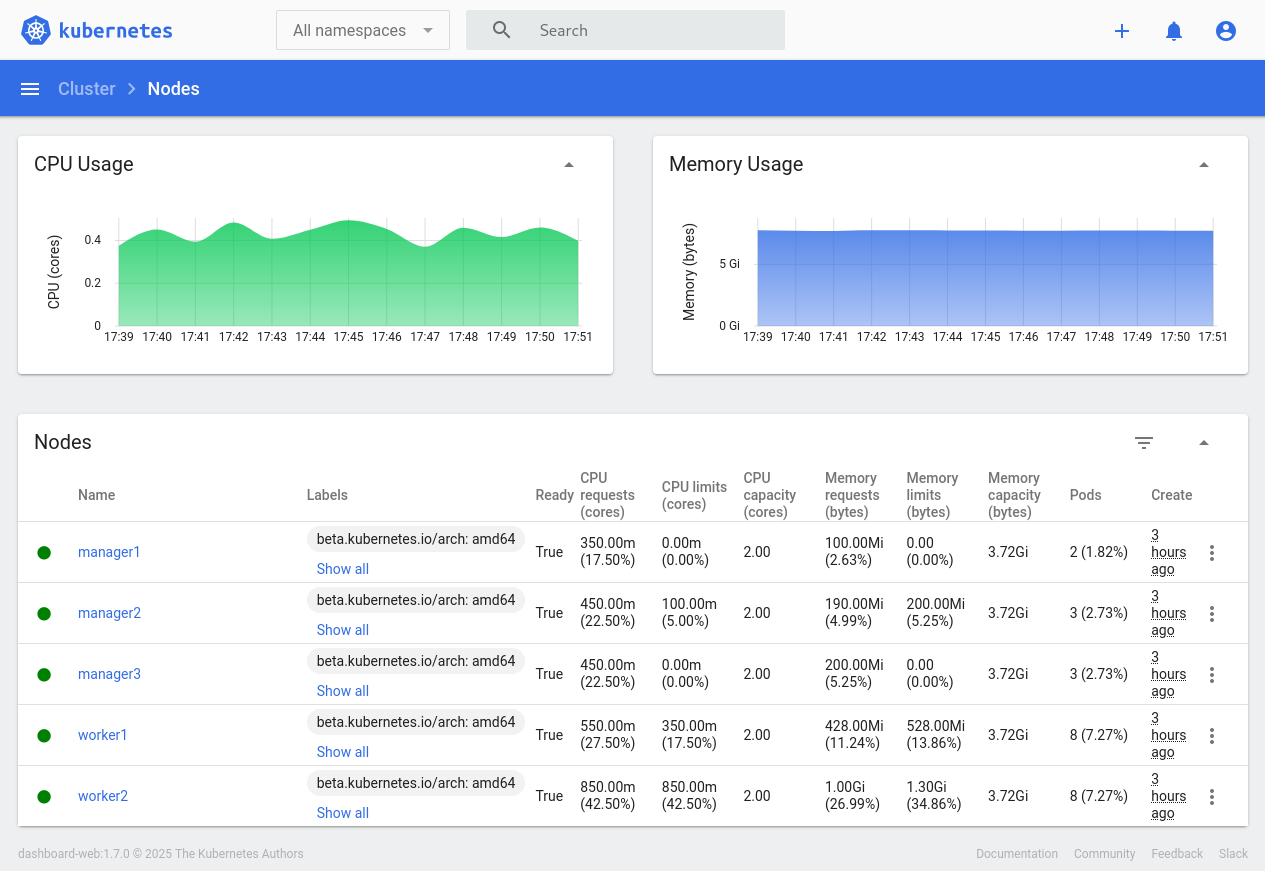 kubernetes
All namespaces
Search
Cluster
Nodes
CPU Usage
CPU (cores)
0.4
0.2
0
17:39 17:40 17:41 17:42 17:43 17:44 17:45 17:46 17:47 17:48 17:49 17:50 17:51
Memory Usage
Memory (bytes)
5 Gi
0 Gi
17:39 17:40 17:41 17:42 17:43 17:44 17:45 17:46 17:47 17:48 17:49 17:50 17:51
Nodes
Name
Labels
Ready
CPU
requests
(cores)
CPU limits
(cores)
CPU
capacity
(cores)
Memory
requests
(bytes)
Memory
limits
(bytes)
Memory
capacity
(bytes)
Pods
Create
manager1
beta.kubernetes.io/arch: amd64
Show all
True
350.00m
(17.50%)
0.00m
(0.00%)
2.00
100.00Mi
(2.63%)
0.00
(0.00%)
3.72Gi
2 (1.82%)
3
hours
ago
manager2
beta.kubernetes.io/arch: amd64
Show all
True
450.00m
(22.50%)
100.00m
(5.00%)
2.00
190.00Mi
(4.99%)
200.00Mi
(5.25%)
3.72Gi
3 (2.73%)
3
hours
ago
manager3
beta.kubernetes.io/arch: amd64
Show all
True
450.00m
(22.50%)
0.00m
(0.00%)
2.00
200.00Mi
(5.25%)
0.00
(0.00%)
3.72Gi
3 (2.73%)
3
hours
ago
worker1
beta.kubernetes.io/arch: amd64
Show all
True
550.00m
(27.50%)
350.00m
(17.50%)
2.00
428.00Mi
(11.24%)
528.00Mi
(13.86%)
3.72Gi
8 (7.27%)
3
hours
ago
worker2
beta.kubernetes.io/arch: amd64
Show all
True
850.00m
(42.50%)
850.00m
(42.50%)
2.00
1.00Gi
(26.99%)
1.30Gi
(34.86%)
3.72Gi
8 (7.27%)
3
hours
ago
dashboard-web:1.7.0 © 2025 The Kubernetes Authors
Documentation
Community
Feedback
Slack